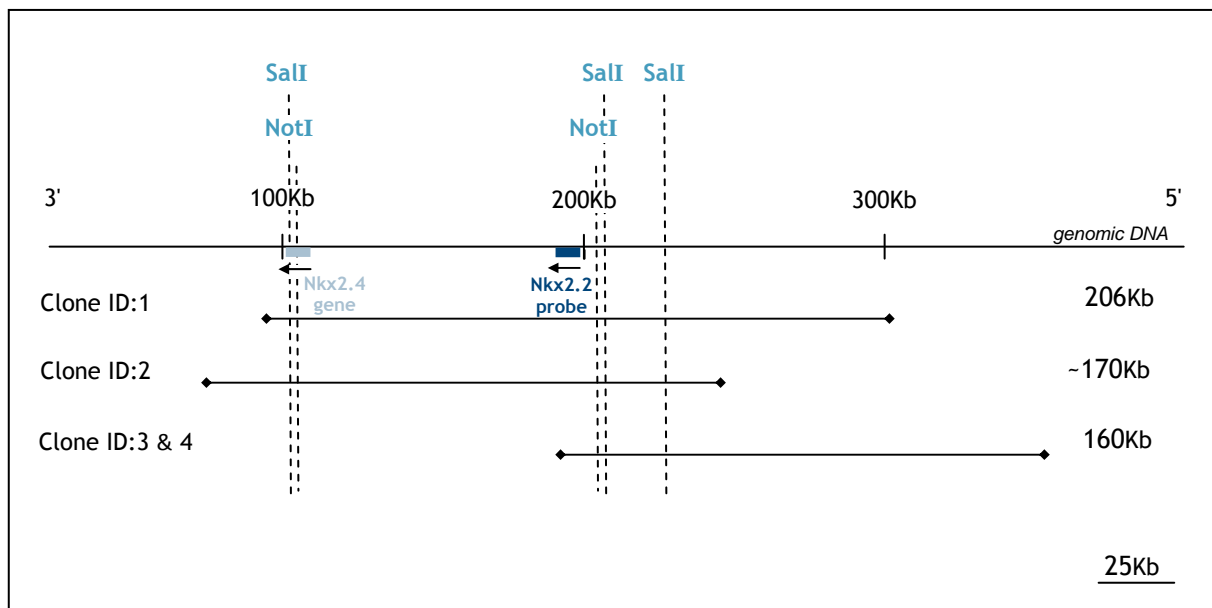 SalI SalI SalI
NotI NotI
3' 100Kb 200Kb 300Kb 5'
genomic DNA
Nkx2.4 gene
Nkx2.2 probe
Clone ID:1 206Kb
Clone ID:2 ~170Kb
Clone ID:3 & 4 160Kb
25Kb